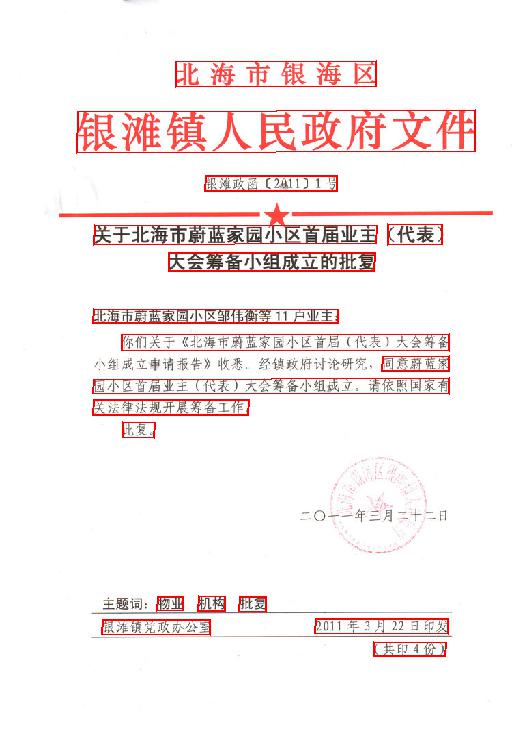 北海市银海区
银滩镇人民政府文件
银滩政函〔2011〕1号
关于北海市蔚蓝家园小区首届业主（代表）
大会筹备小组成立的批复
北海市蔚蓝家园小区邹伟衡等11户业主：
你们关于《北海市蔚蓝家园小区首届（代表）大会筹备
小组成立申请报告》收悉。经镇政府讨论研究，同意蔚蓝家
园小区首届业主（代表）大会筹备小组成立。请依照国家有
关法律法规开展筹备工作。
此复。
二〇一一年三月二十二日
主题词：物业 机构 批复
银滩镇党政办公室 2011年3月22日印发
（共印4份）